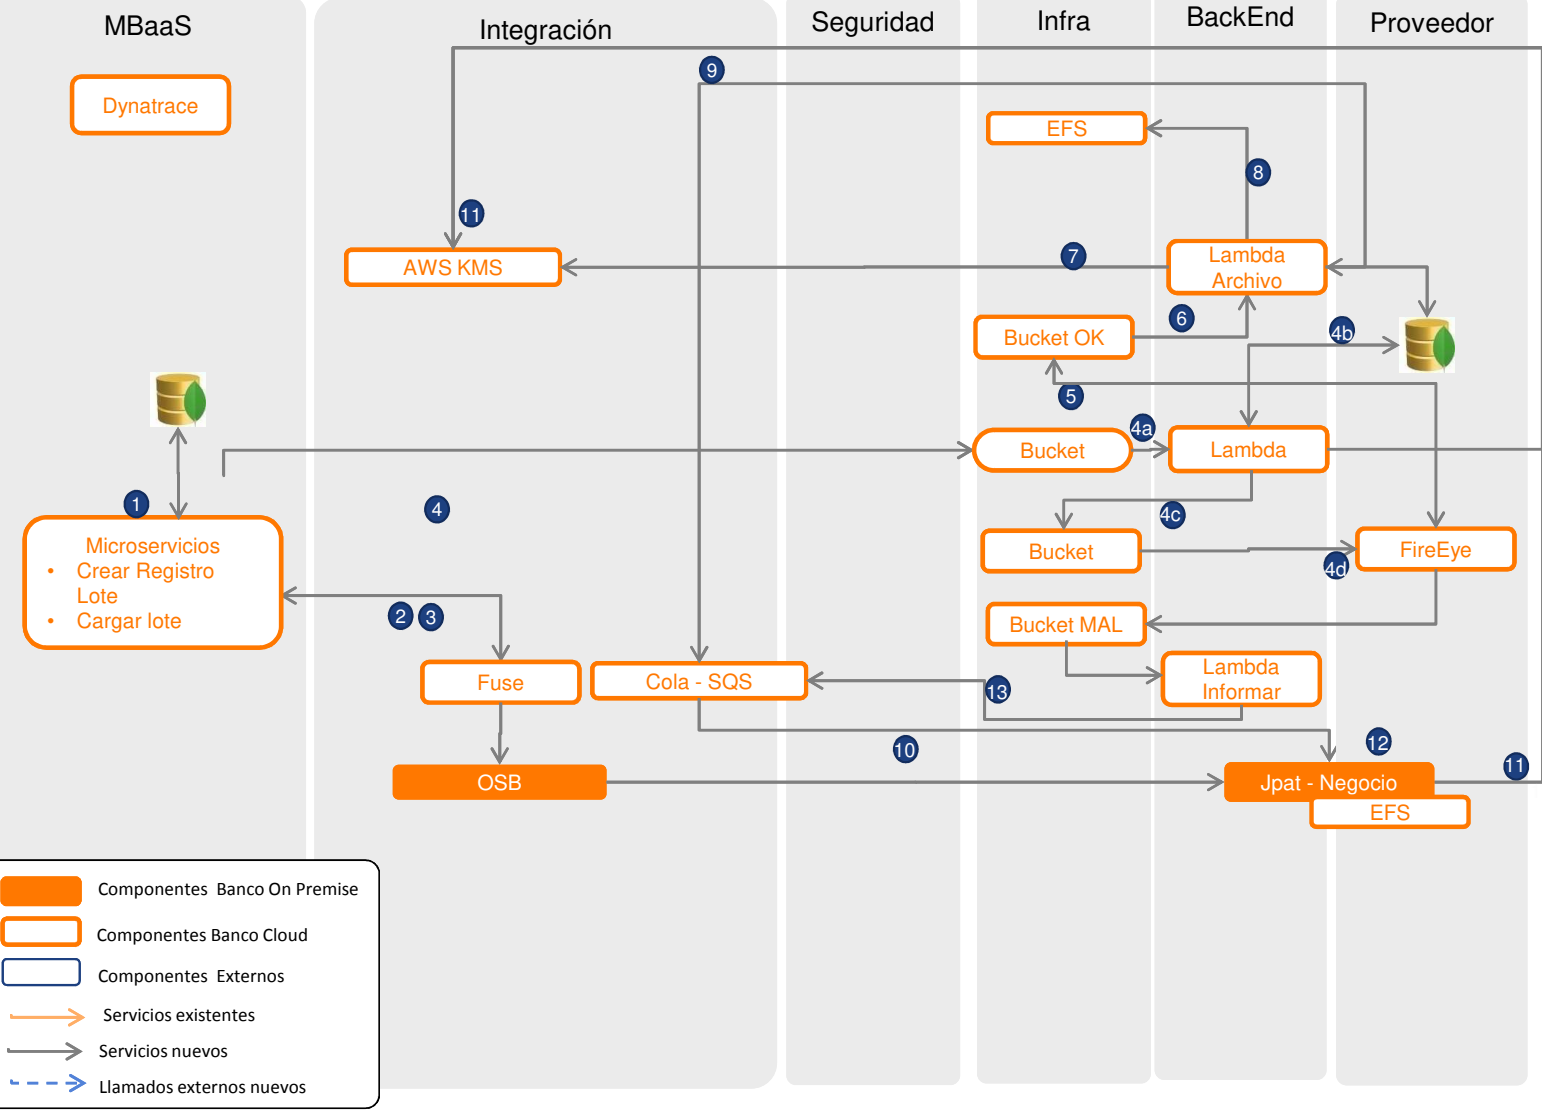 MBaaS
Integración
Seguridad
Infra
BackEnd
Proveedor
Dynatrace
9
EFS
8
11
AWS KMS
7
Lambda
Archivo
Bucket OK
6
4b
5
4a
Bucket
Lambda
1
4
4c
Microservicios
• Crear Registro
Lote
• Cargar lote
Bucket
4d
FireEye
2
3
Bucket MAL
Fuse
Cola - SQS
13
Lambda
Informar
10
12
11
OSB
Jpat - Negocio
EFS
Componentes Banco On Premise
Componentes Banco Cloud
Componentes Externos
Servicios existentes
Servicios nuevos
Llamados externos nuevos